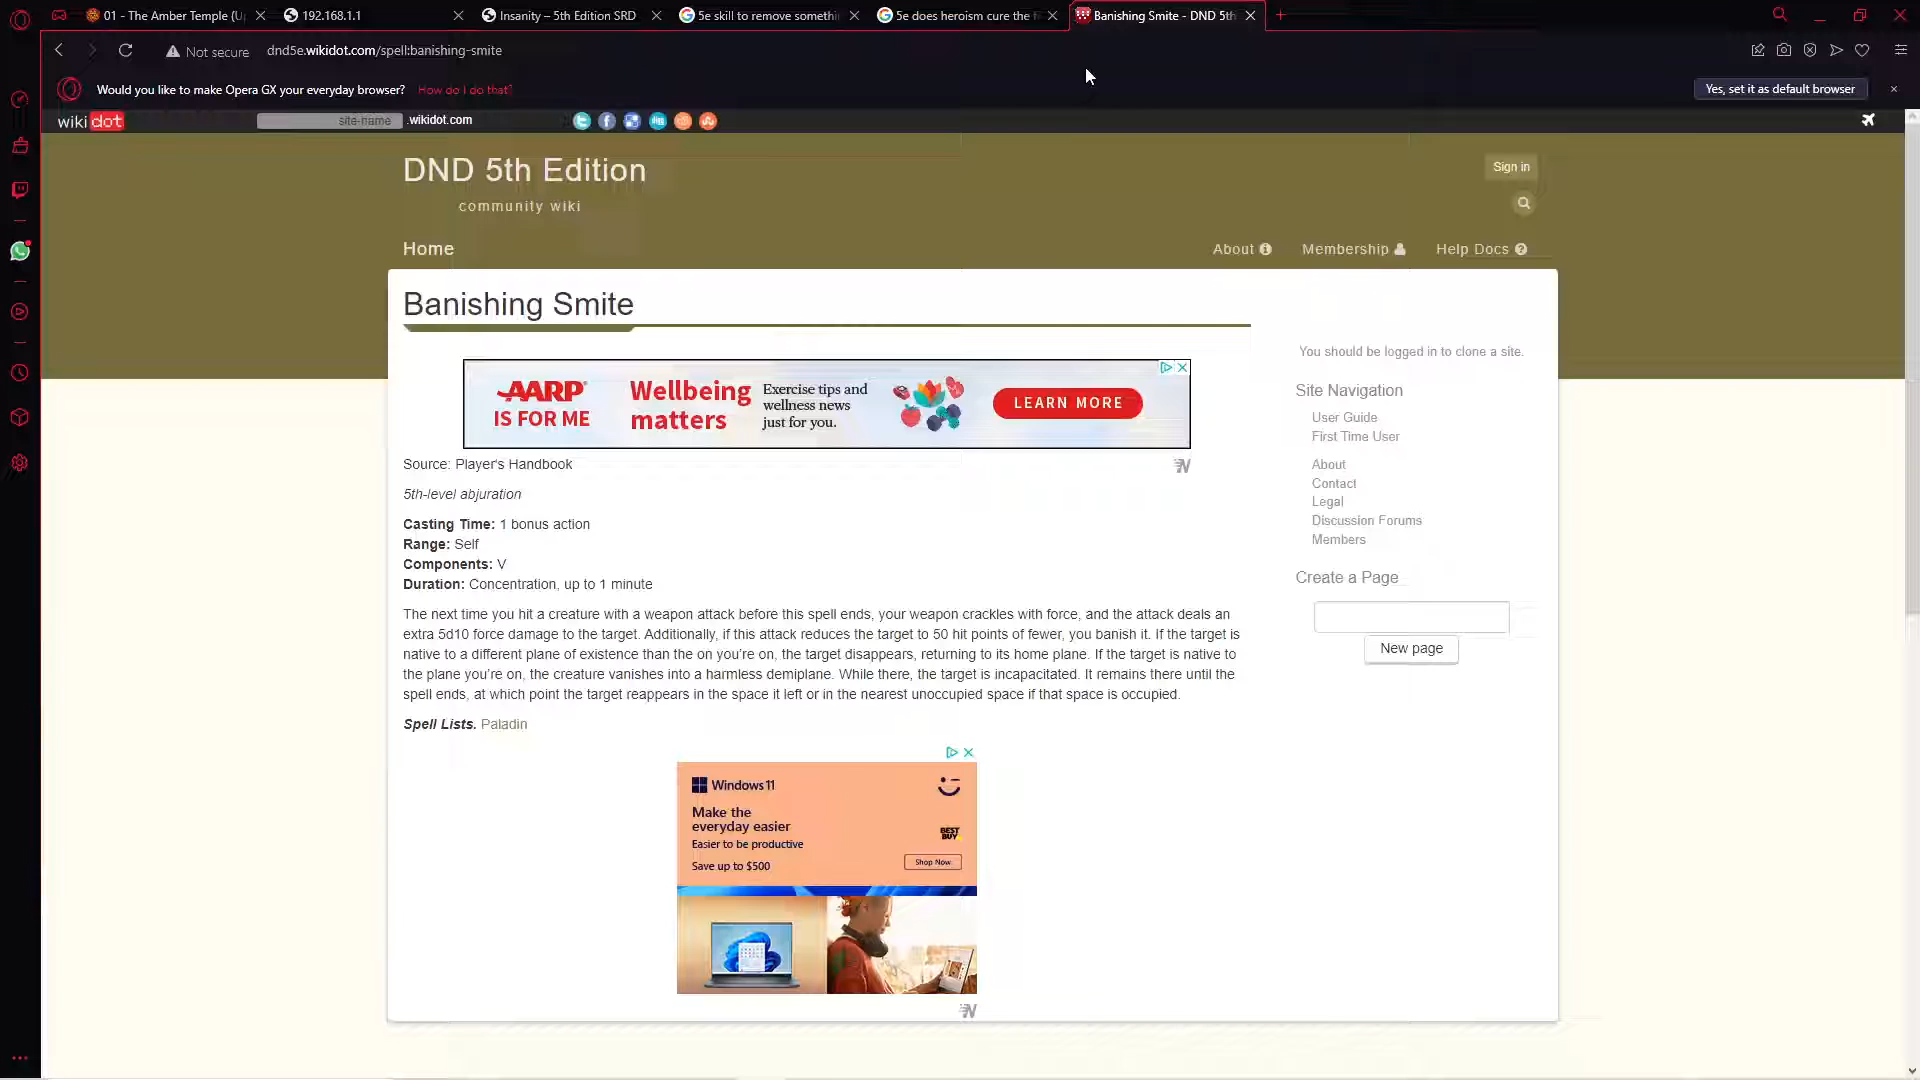 01 - The Amber Temple (U
192.168.1.1
Insanity – 5th Edition SRD
5e skill to remove somethi
5e does heroism cure the f
Banishing Smite - DND 5th
Not secure
dnd5e.wikidot.com/spell:banishing-smite
Would you like to make Opera GX your everyday browser? How do I do that?
Yes, set it as default browser
wikidot
site-name .wikidot.com
DND 5th Edition
Sign in
community wiki
Home
About
Membership
Help Docs
Banishing Smite
AARP
IS FOR ME
Wellbeing
matters
Exercise tips and
wellness news
just for you.
LEARN MORE
Source: Player's Handbook
5th-level abjuration
Casting Time: 1 bonus action
Range: Self
Components: V
Duration: Concentration, up to 1 minute
The next time you hit a creature with a weapon attack before this spell ends, your weapon crackles with force, and the attack deals an
extra 5d10 force damage to the target. Additionally, if this attack reduces the target to 50 hit points of fewer, you banish it. If the target is
native to a different plane of existence than the on you're on, the target disappears, returning to its home plane. If the target is native to
the plane you're on, the creature vanishes into a harmless demiplane. While there, the target is incapacitated. It remains there until the
spell ends, at which point the target reappears in the space it left or in the nearest unoccupied space if that space is occupied.
Spell Lists. Paladin
Windows 11
Make the
everyday easier
Easier to be productive
Save up to $500
BEST
BUY
Shop Now
You should be logged in to clone a site.
Site Navigation
User Guide
First Time User
About
Contact
Legal
Discussion Forums
Members
Create a Page
New page